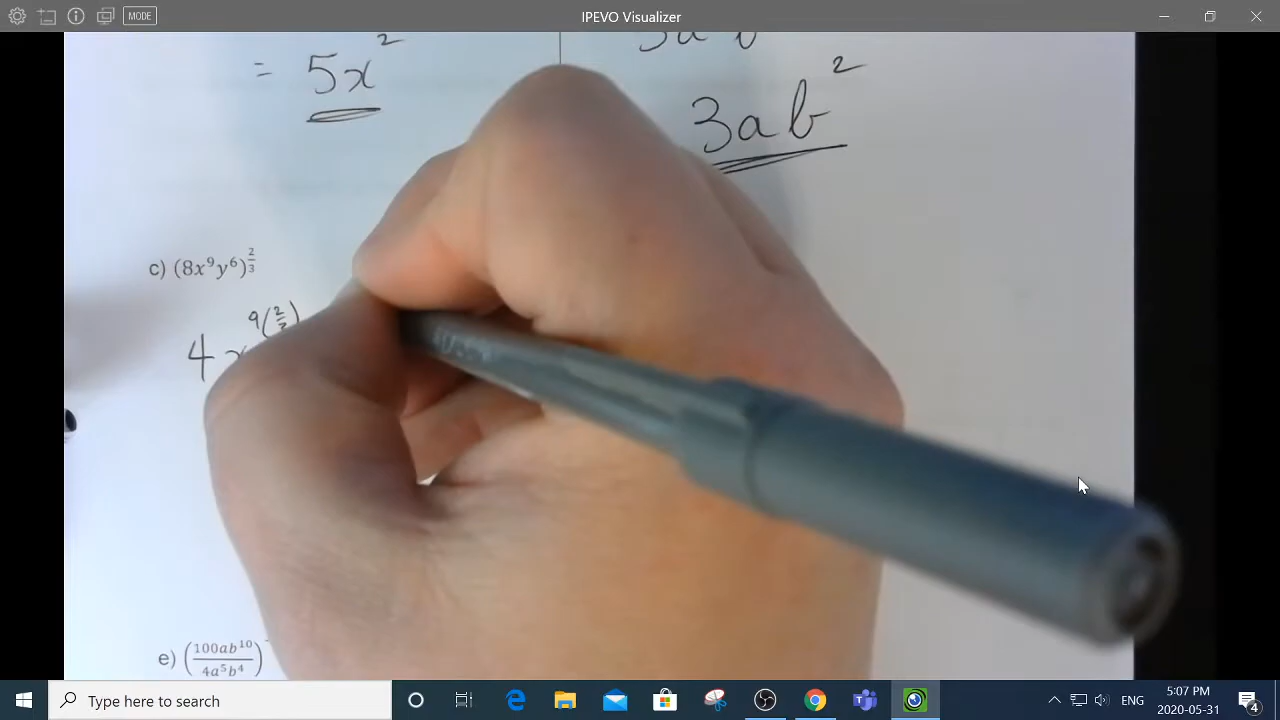 IPEVO Visualizer
MODE
= 5x²
3ab²
c) (8x⁹y⁶)^(2/3)
4x^9(2/3)
e) (100ab¹⁰/4a⁵b⁴)
Type here to search
ENG
5:07 PM
2020-05-31
4